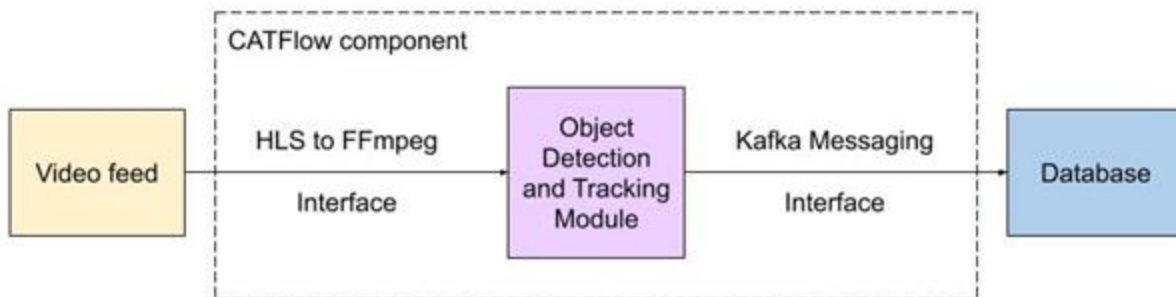 CATFlow component
Video feed
HLS to FFmpeg
Interface
Object
Detection
and Tracking
Module
Kafka Messaging
Interface
Database